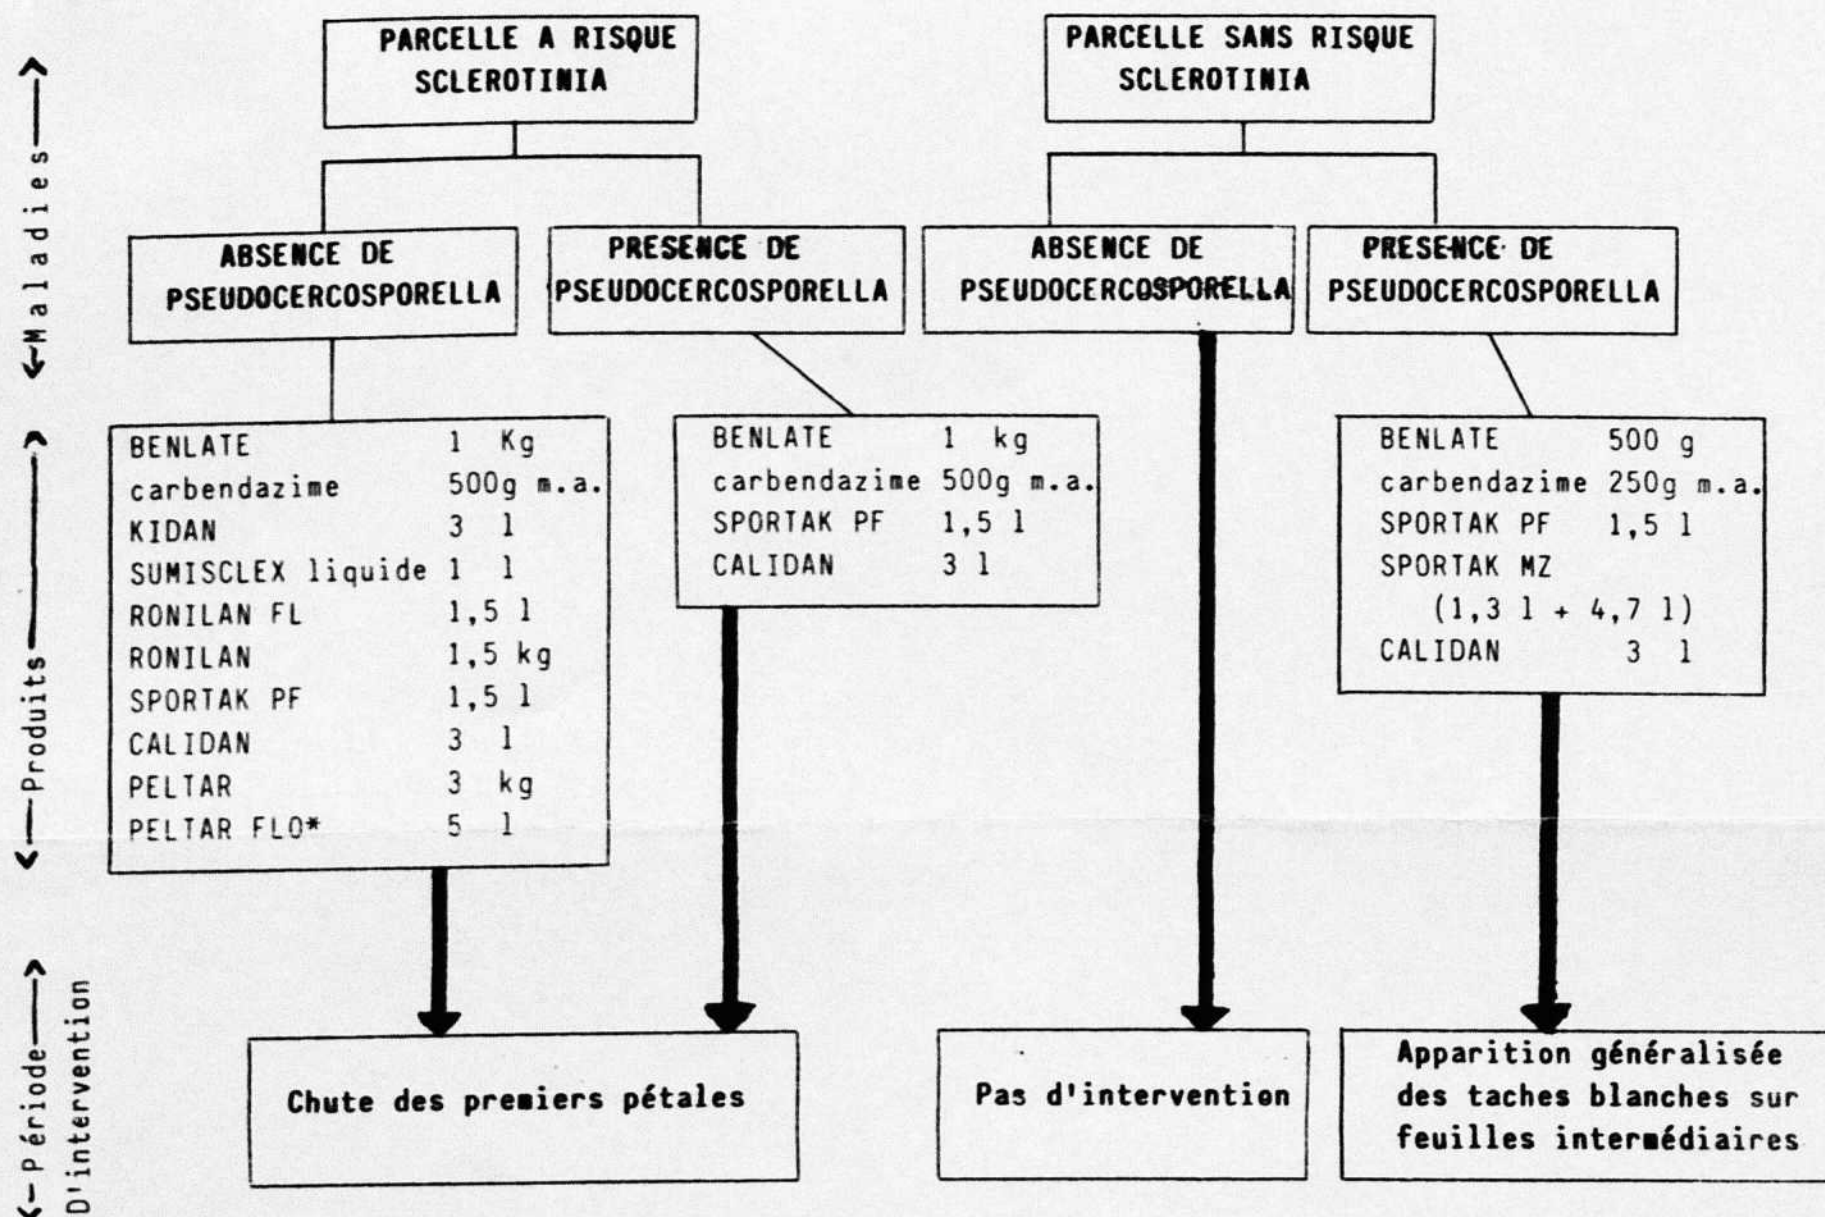 PARCELLE A RISQUE
SCLEROTINIA
PARCELLE SANS RISQUE
SCLEROTINIA
<-Maladies->
ABSENCE DE
PSEUDOCERCOSPORELLA
PRESENCE DE
PSEUDOCERCOSPORELLA
ABSENCE DE
PSEUDOCERCOSPORELLA
PRESENCE DE
PSEUDOCERCOSPORELLA
<-Produits->
BENLATE 1 Kg
carbendazime 500g m.a.
KIDAN 3 l
SUMISCLEX liquide 1 l
RONILAN FL 1,5 l
RONILAN 1,5 kg
SPORTAK PF 1,5 l
CALIDAN 3 l
PELTAR 3 kg
PELTAR FLO* 5 l
BENLATE 1 kg
carbendazime 500g m.a.
SPORTAK PF 1,5 l
CALIDAN 3 l
BENLATE 500 g
carbendazime 250g m.a.
SPORTAK PF 1,5 l
SPORTAK MZ
(1,3 l + 4,7 l)
CALIDAN 3 l
<-Période->
D'intervention
Chute des premiers pétales
Pas d'intervention
Apparition généralisée
des taches blanches sur
feuilles intermédiaires